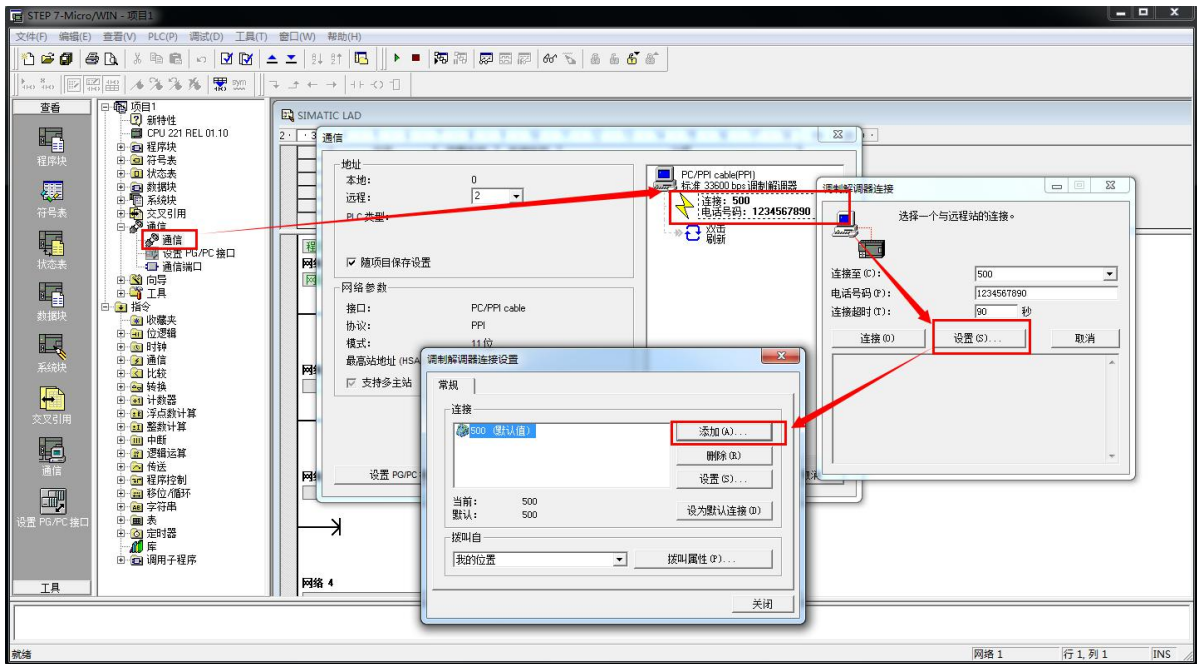 STEP 7-Micro/WIN - 项目1
文件(F) 编辑(E) 查看(V) PLC(P) 调试(D) 工具(T) 窗口(W) 帮助(H)
查看
程序块
符号表
状态表
数据块
系统块
交叉引用
通信
设置 PG/PC 接口
工具
项目1
新特性
CPU 221 REL 01.10
程序块
符号表
状态表
数据块
系统块
交叉引用
通信
通信
设置 PG/PC 接口
通信端口
向导
工具
指令
收藏夹
位逻辑
时钟
通信
比较
转换
计数器
浮点数计算
整数计算
中断
逻辑运算
传送
程序控制
移位/循环
字符串
表
定时器
库
调用子程序
SIMATIC LAD
网络 4
通信
地址
本地: 0
远程: 2
PLC 类型:
随项目保存设置
网络参数
接口: PC/PPI cable
协议: PPI
模式: 11 位
最高站地址 (HSA
支持多主站
设置 PG/PC
PC/PPI cable(PPI)
标准 33600 bps 调制解调器
连接: 500
电话号码: 1234567890
双击
刷新
调制解调器连接
选择一个与远程站的连接。
连接至(C): 500
电话号码(P): 1234567890
连接超时(T): 90 秒
连接(O) 设置(S)... 取消
调制解调器连接设置
常规
连接
500 (默认值)
添加(A)...
删除(R)
设置(S)...
设为默认连接(D)
当前: 500
默认: 500
拨叫自
我的位置
拨叫属性(P)...
关闭
就绪
网络 1
行 1, 列 1
INS